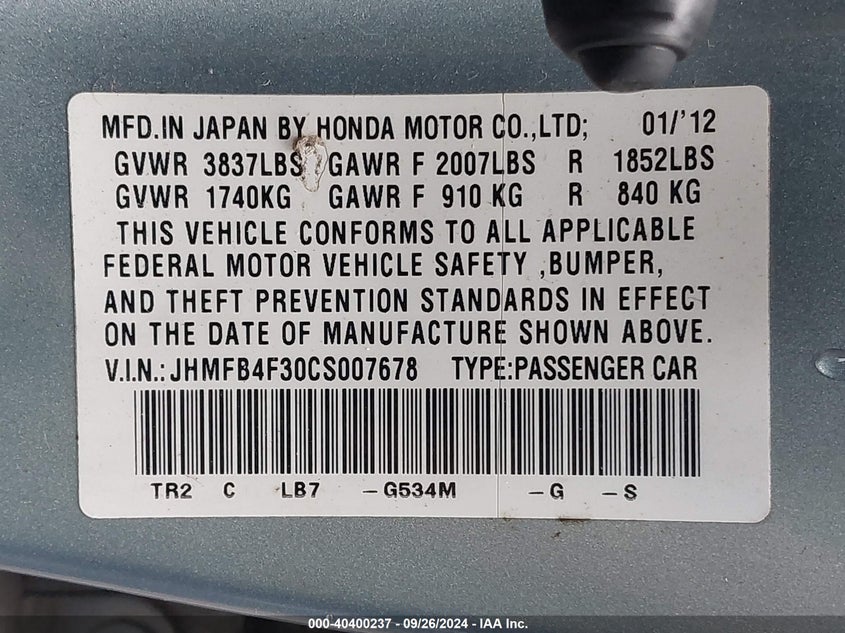 MFD.IN JAPAN BY HONDA MOTOR CO.,LTD; 01/'12
GVWR 3837LBS GAWR F 2007LBS R 1852LBS
GVWR 1740KG GAWR F 910 KG R 840 KG
THIS VEHICLE CONFORMS TO ALL APPLICABLE
FEDERAL MOTOR VEHICLE SAFETY ,BUMPER,
AND THEFT PREVENTION STANDARDS IN EFFECT
ON THE DATE OF MANUFACTURE SHOWN ABOVE.
V.I.N.: JHMFB4F30CS007678 TYPE:PASSENGER CAR
TR2 C LB7 -G534M -G -S
000-40400237 - 09/26/2024 - IAA Inc.